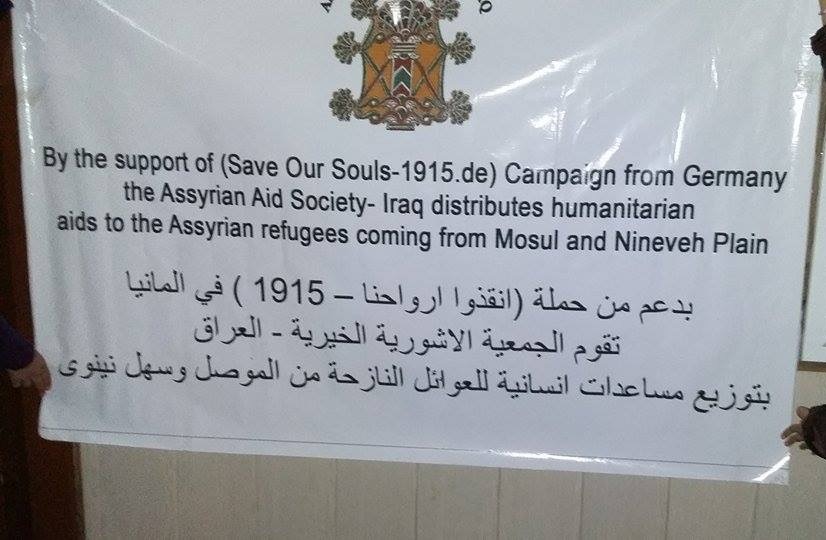 By the support of (Save Our Souls-1915.de) Campaign from Germany
the Assyrian Aid Society- Iraq distributes humanitarian
aids to the Assyrian refugees coming from Mosul and Nineveh Plain
بدعم من حملة (انقذوا ارواحنا – 1915 ) في المانيا
تقوم الجمعية الاشورية الخيرية - العراق
بتوزيع مساعدات انسانية للعوائل النازحة من الموصل وسهل نينوى